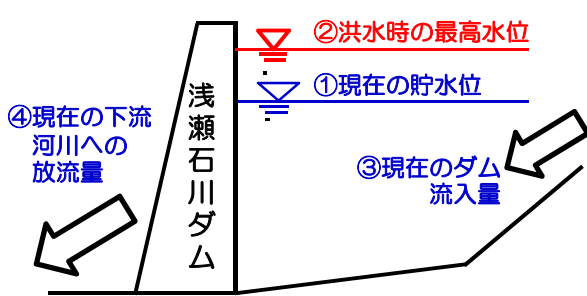 ②洪水時の最高水位
①現在の貯水位
④現在の下流
河川への
放流量
浅瀬石川ダム
③現在のダム
流入量